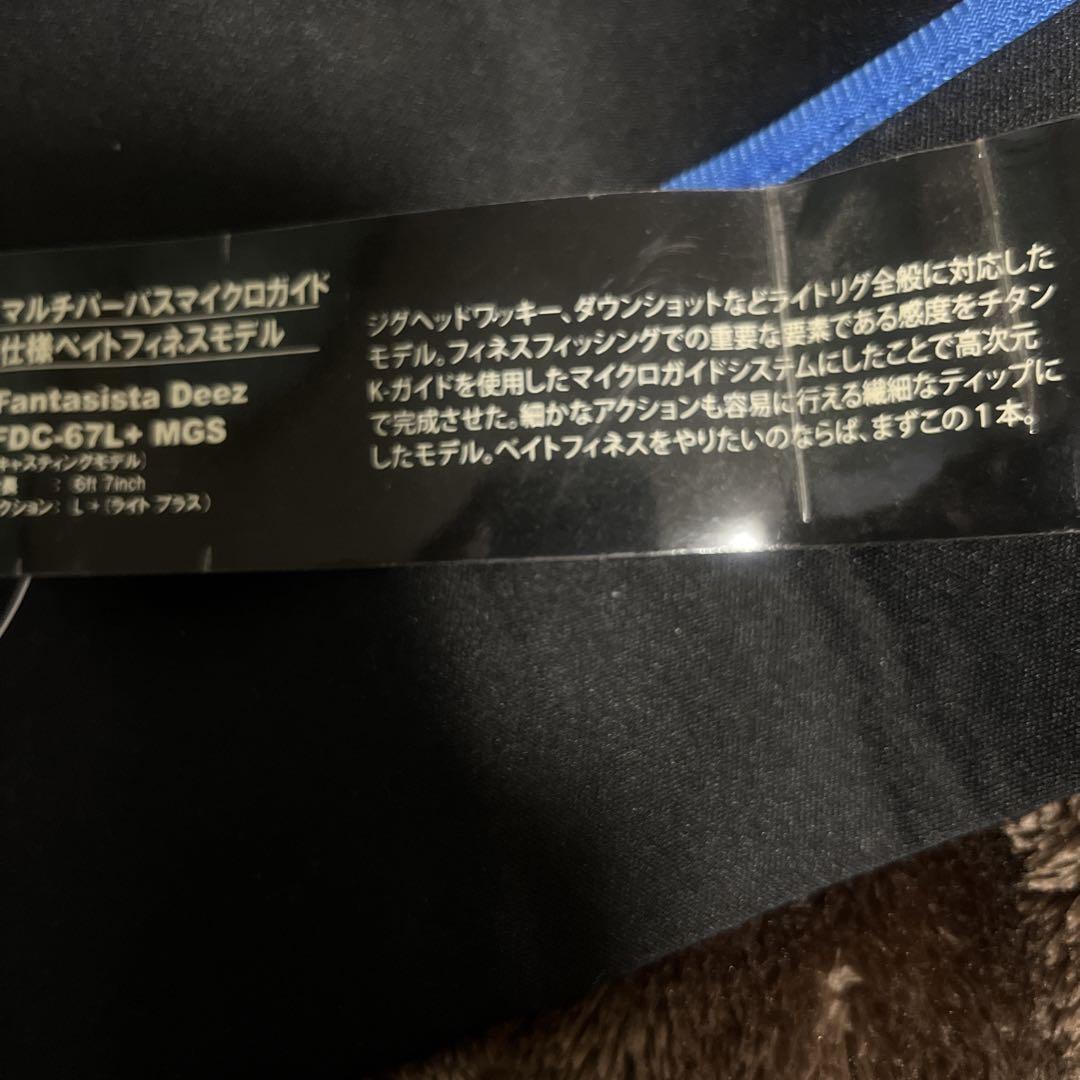 マルチパーパスマイクロガイド
仕様ベイトフィネスモデル
Fantasista Deez
FDC-67L+ MGS
キャスティングモデル)
: 6ft 7inch
クション: L+(ライト プラス)
ジグヘッドワッキー、ダウンショットなどライトリグ全般に対応した
モデル。フィネスフィッシングでの重要な要素である感度をチタン
K-ガイドを使用したマイクロガイドシステムにしたことで高次元
で完成させた。細かなアクションも容易に行える繊細なティップに
したモデル。ベイトフィネスをやりたいのならば、まずこの1本。